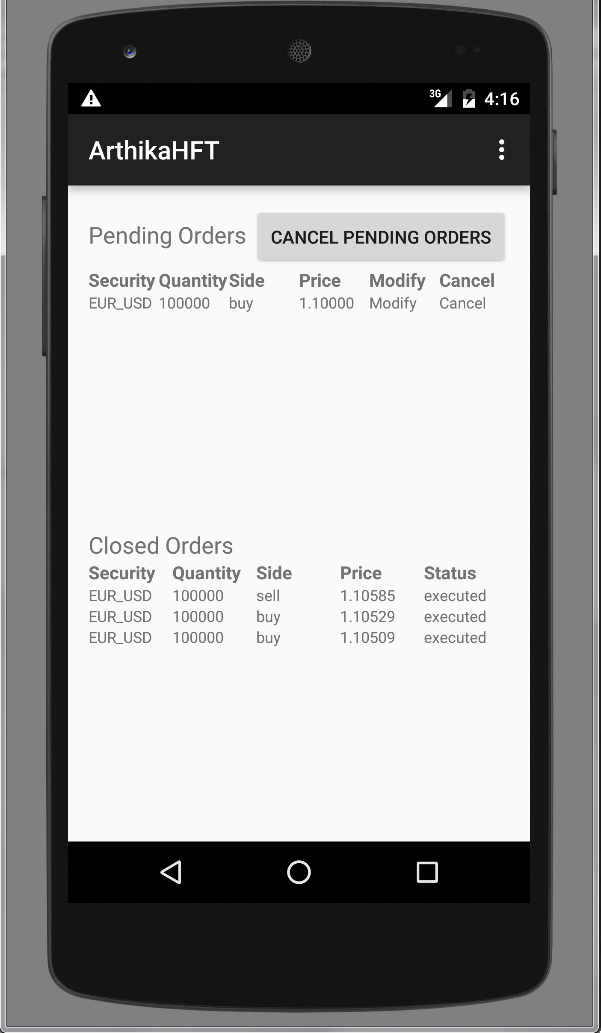 3G 4:16
ArthikaHFT
Pending Orders CANCEL PENDING ORDERS
Security Quantity Side Price Modify Cancel
EUR_USD 100000 buy 1.10000 Modify Cancel
Closed Orders
Security Quantity Side Price Status
EUR_USD 100000 sell 1.10585 executed
EUR_USD 100000 buy 1.10529 executed
EUR_USD 100000 buy 1.10509 executed